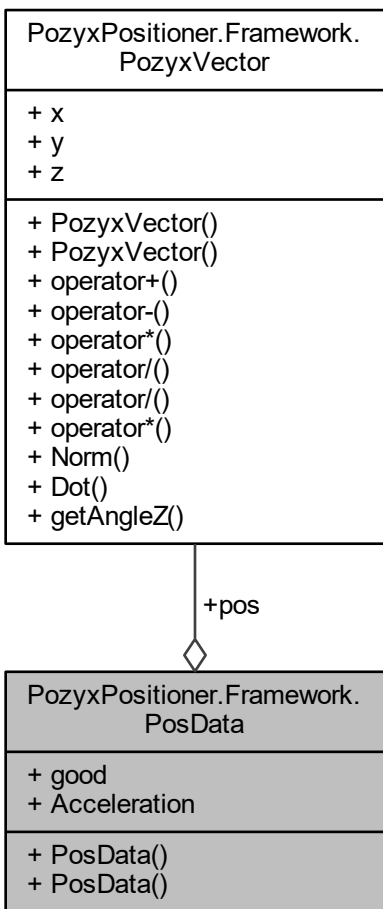 PozyxPositioner.Framework.
PozyxVector
+ x
+ y
+ z
+ PozyxVector()
+ PozyxVector()
+ operator+()
+ operator-()
+ operator*()
+ operator/()
+ operator/()
+ operator*()
+ Norm()
+ Dot()
+ getAngleZ()
+pos
PozyxPositioner.Framework.
PosData
+ good
+ Acceleration
+ PosData()
+ PosData()